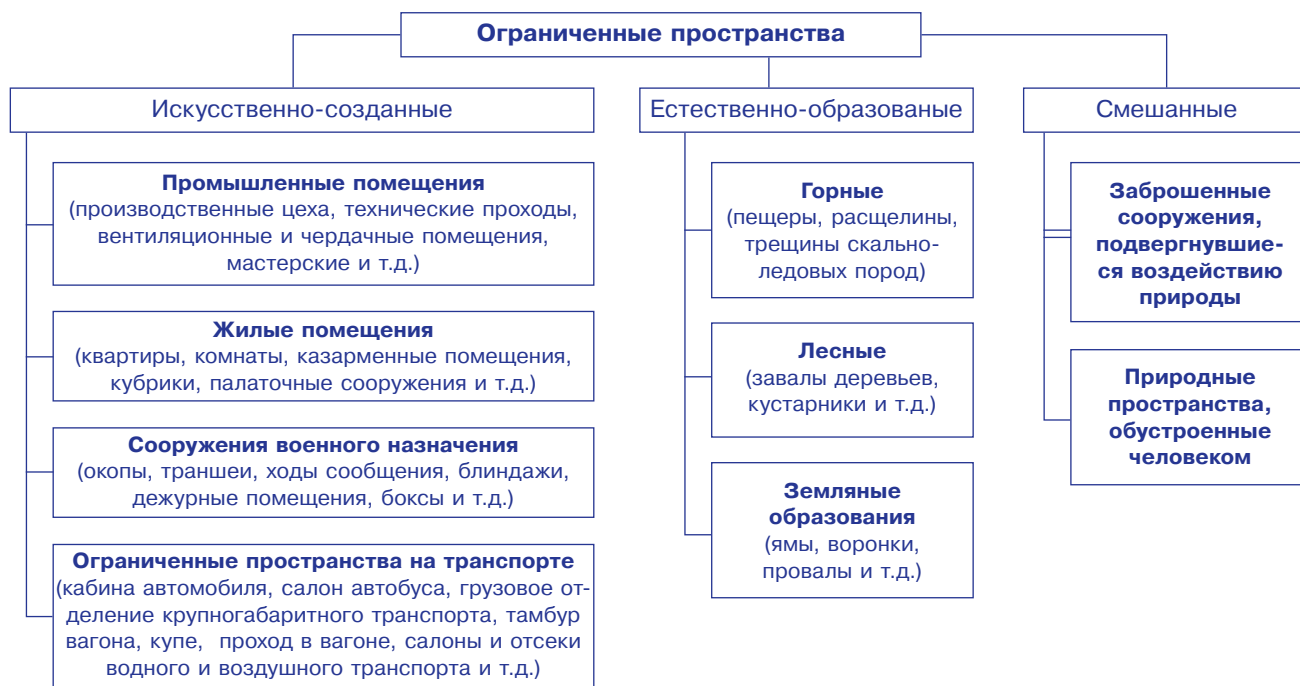 Ограниченные пространства
Искусственно-созданные
Промышленные помещения
(производственные цеха, технические проходы,
вентиляционные и чердачные помещения,
мастерские и т.д.)
Жилые помещения
(квартиры, комнаты, казарменные помещения,
кубрики, палаточные сооружения и т.д.)
Сооружения военного назначения
(окопы, траншеи, ходы сообщения, блиндажи,
дежурные помещения, боксы и т.д.)
Ограниченные пространства на транспорте
(кабина автомобиля, салон автобуса, грузовое от-
деление крупногабаритного транспорта, тамбур
вагона, купе, проход в вагоне, салоны и отсеки
водного и воздушного транспорта и т.д.)
Естественно-образованые
Горные
(пещеры, расщелины,
трещины скально-
ледовых пород)
Лесные
(завалы деревьев,
кустарники и т.д.)
Земляные
образования
(ямы, воронки,
провалы и т.д.)
Смешанные
Заброшенные
сооружения,
подвергнувшие-
ся воздействию
природы
Природные
пространства,
обустроенные
человеком